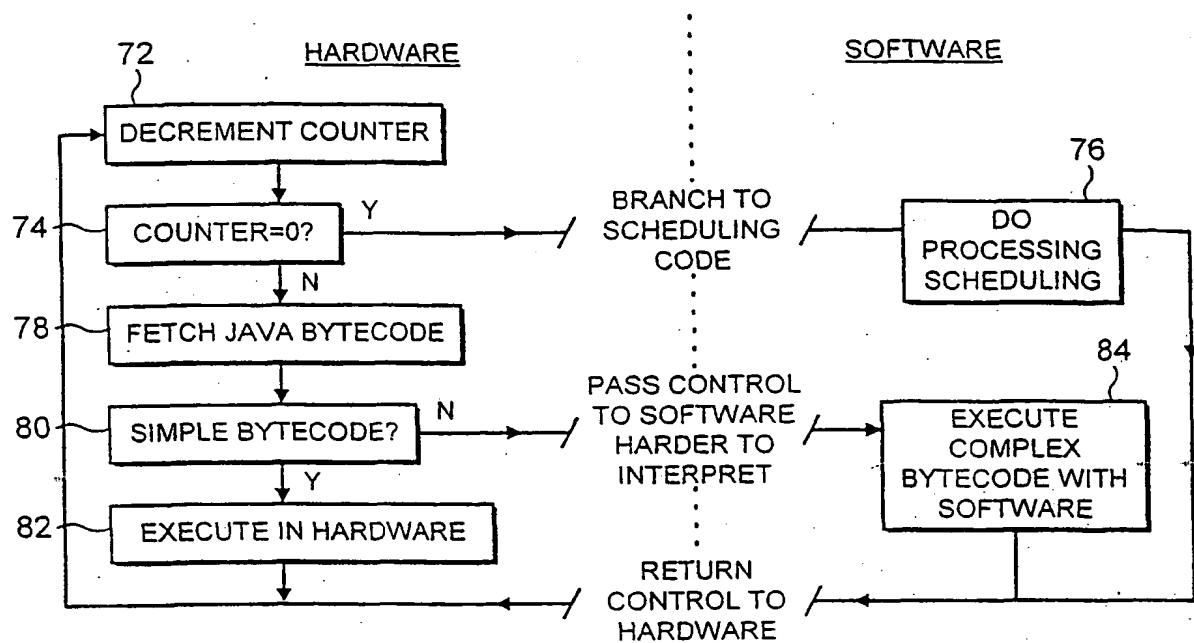 HARDWARE
SOFTWARE
72
DECREMENT COUNTER
76
74
COUNTER=0?
Y
BRANCH TO
SCHEDULING
CODE
DO
PROCESSING
SCHEDULING
N
78
FETCH JAVA BYTECODE
84
80
SIMPLE BYTECODE?
N
PASS CONTROL
TO SOFTWARE
HARDER TO
INTERPRET
EXECUTE
COMPLEX
BYTECODE WITH
SOFTWARE
Y
82
EXECUTE IN HARDWARE
RETURN
CONTROL TO
HARDWARE